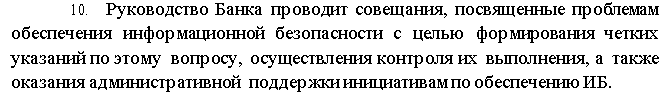 10. Руководство Банка проводит совещания, посвященные проблемам
обеспечения информационной безопасности с целью формирования четких
указаний по этому вопросу, осуществления контроля их выполнения, а также
оказания административной поддержки инициативам по обеспечению ИБ.